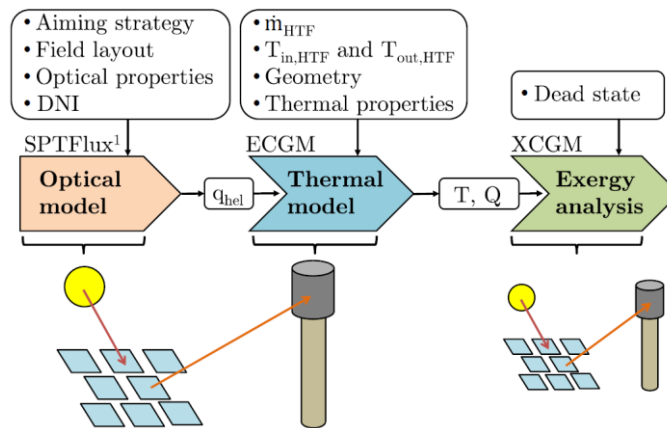 • Aiming strategy
• Field layout
• Optical properties
• DNI
• ṁHTF
• Tin,HTF and Tout,HTF
• Geometry
• Thermal properties
• Dead state
SPTFlux¹
ECGM
XCGM
Optical
model
qhel
Thermal
model
T, Q
Exergy
analysis